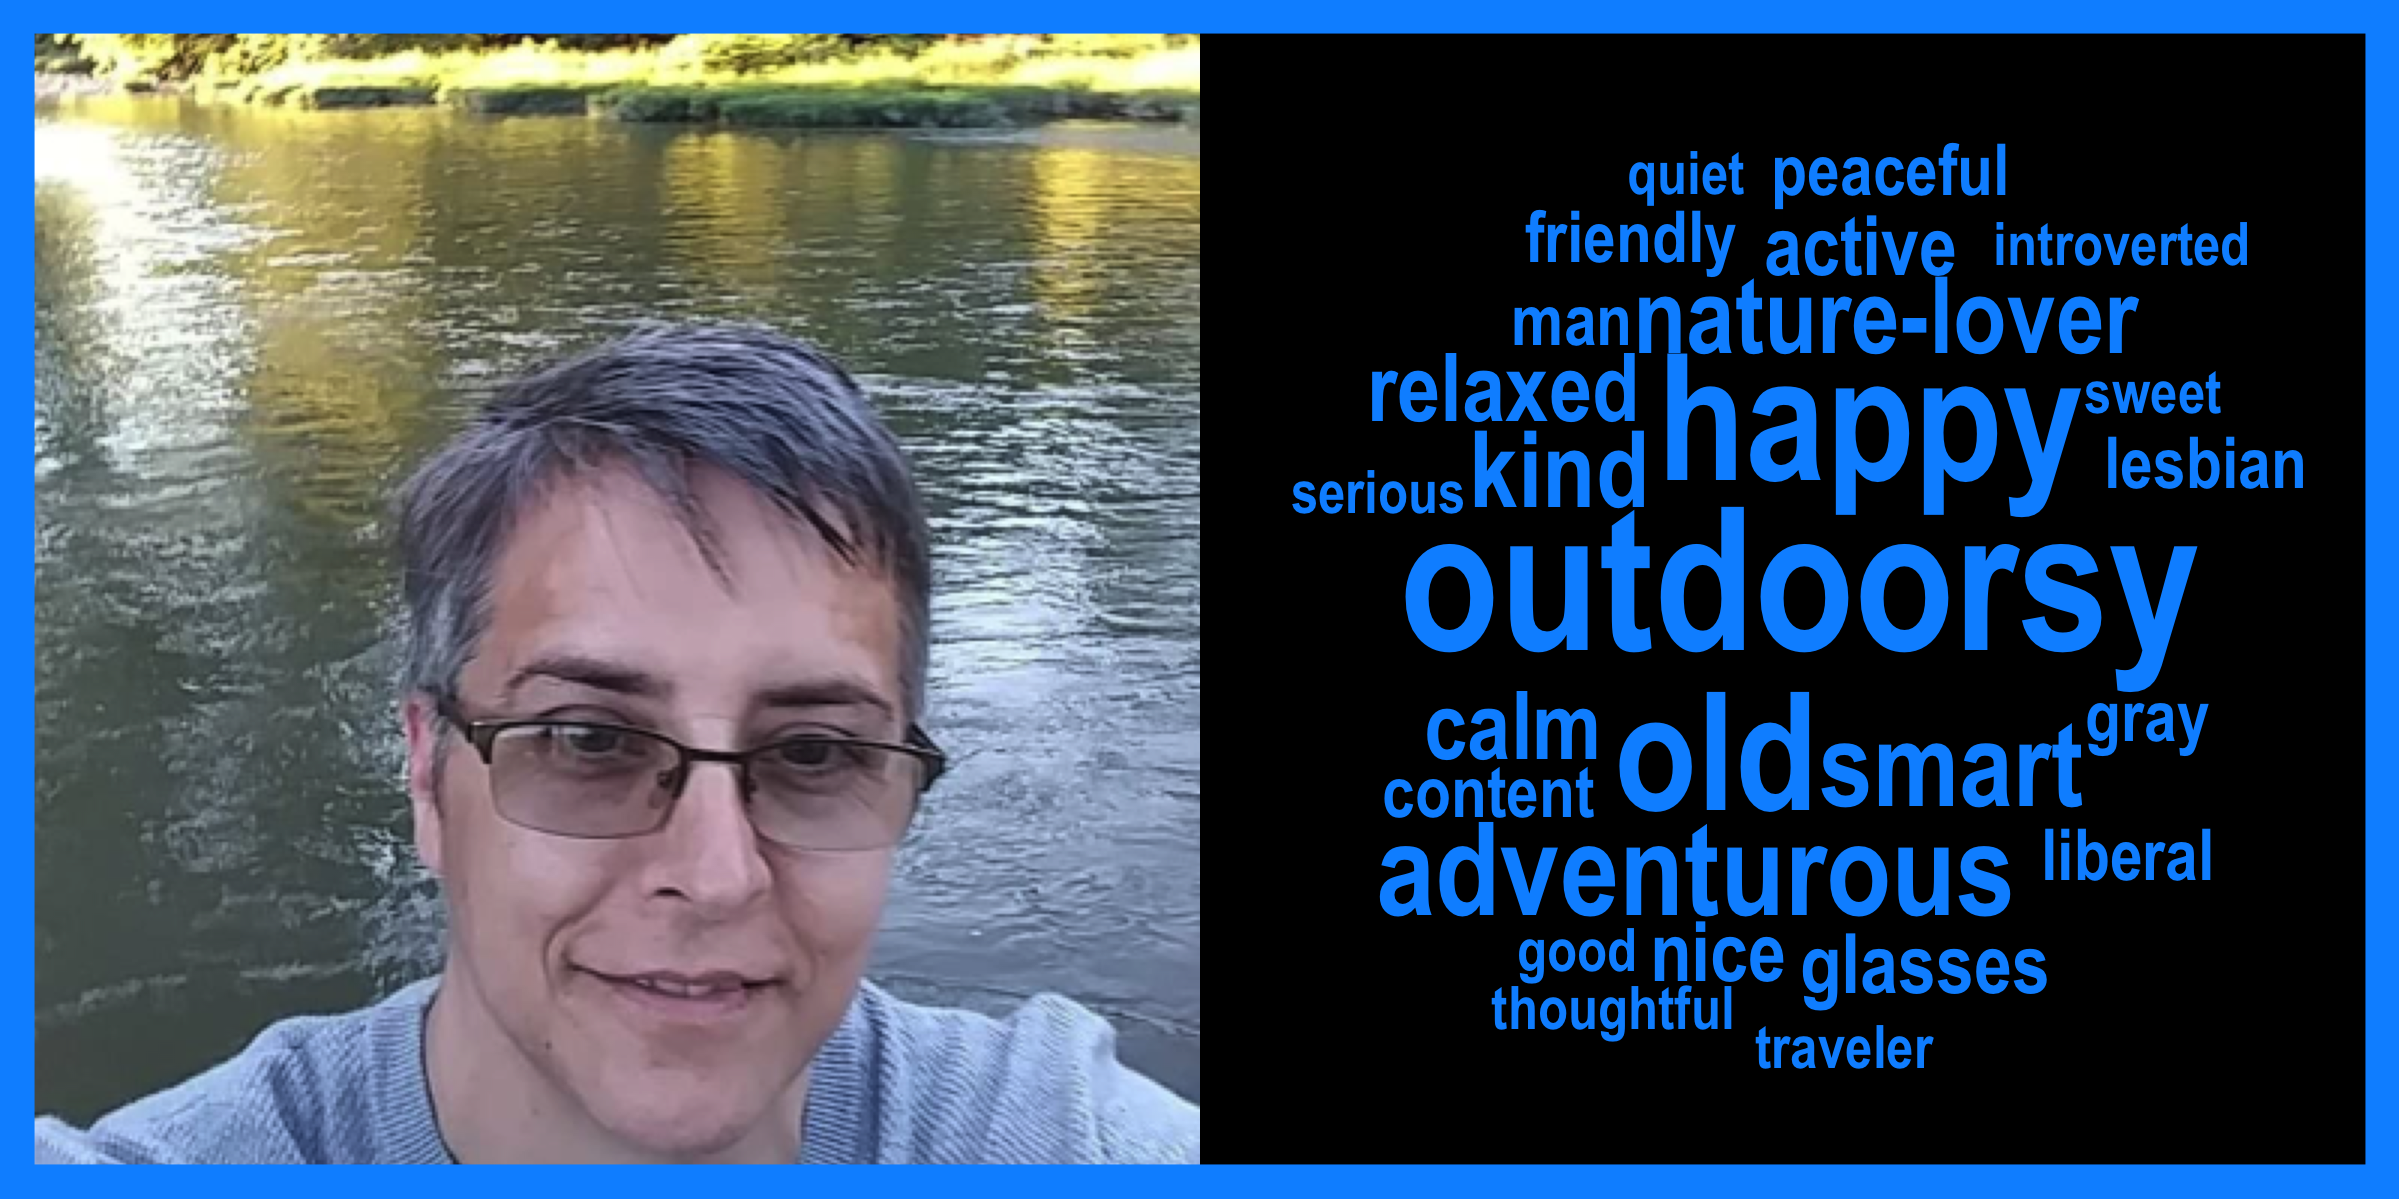 quiet peaceful
friendly active introverted
man nature-lover
relaxed happy sweet
serious kind lesbian
outdoorsy
calm old smart gray
content
adventurous liberal
good nice glasses
thoughtful
traveler